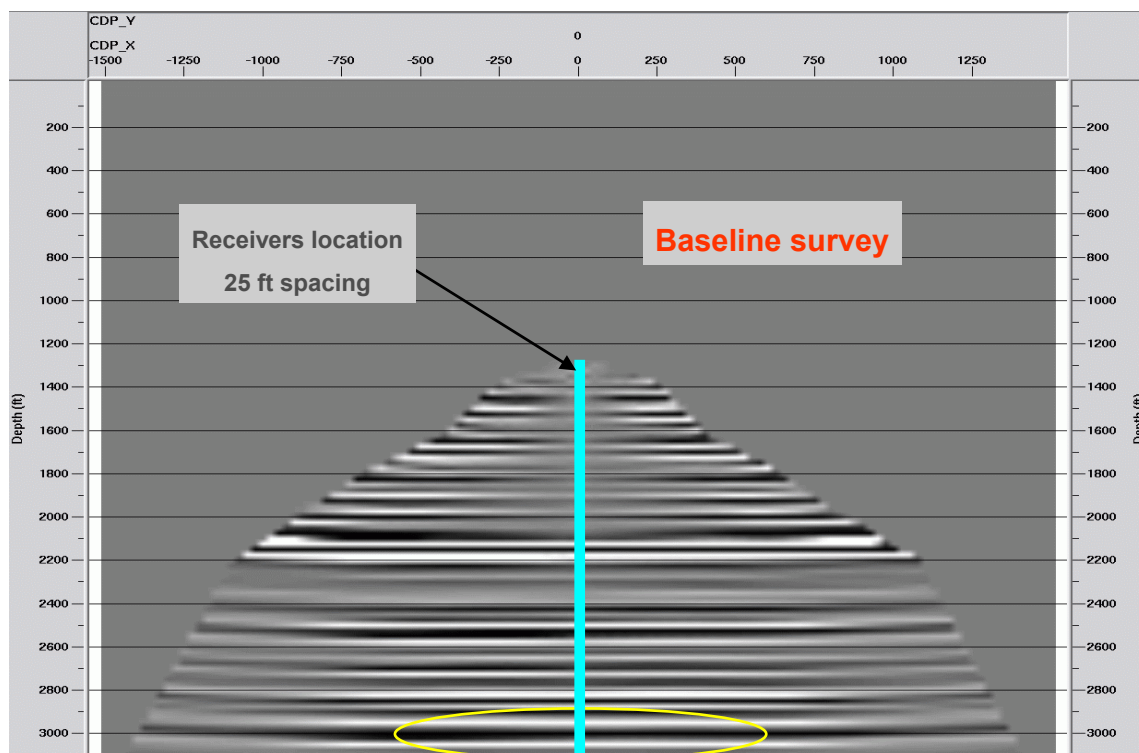 CDP_Y
0
CDP_X
-1500 -1250 -1000 -750 -500 -250 0 250 500 750 1000 1250
200 200
400 400
600 600
Receivers location
25 ft spacing
Baseline survey
800 800
1000 1000
1200 1200
1400 1400
Depth (ft) Depth (ft)
1600 1600
1800 1800
2000 2000
2200 2200
2400 2400
2600 2600
2800 2800
3000 3000